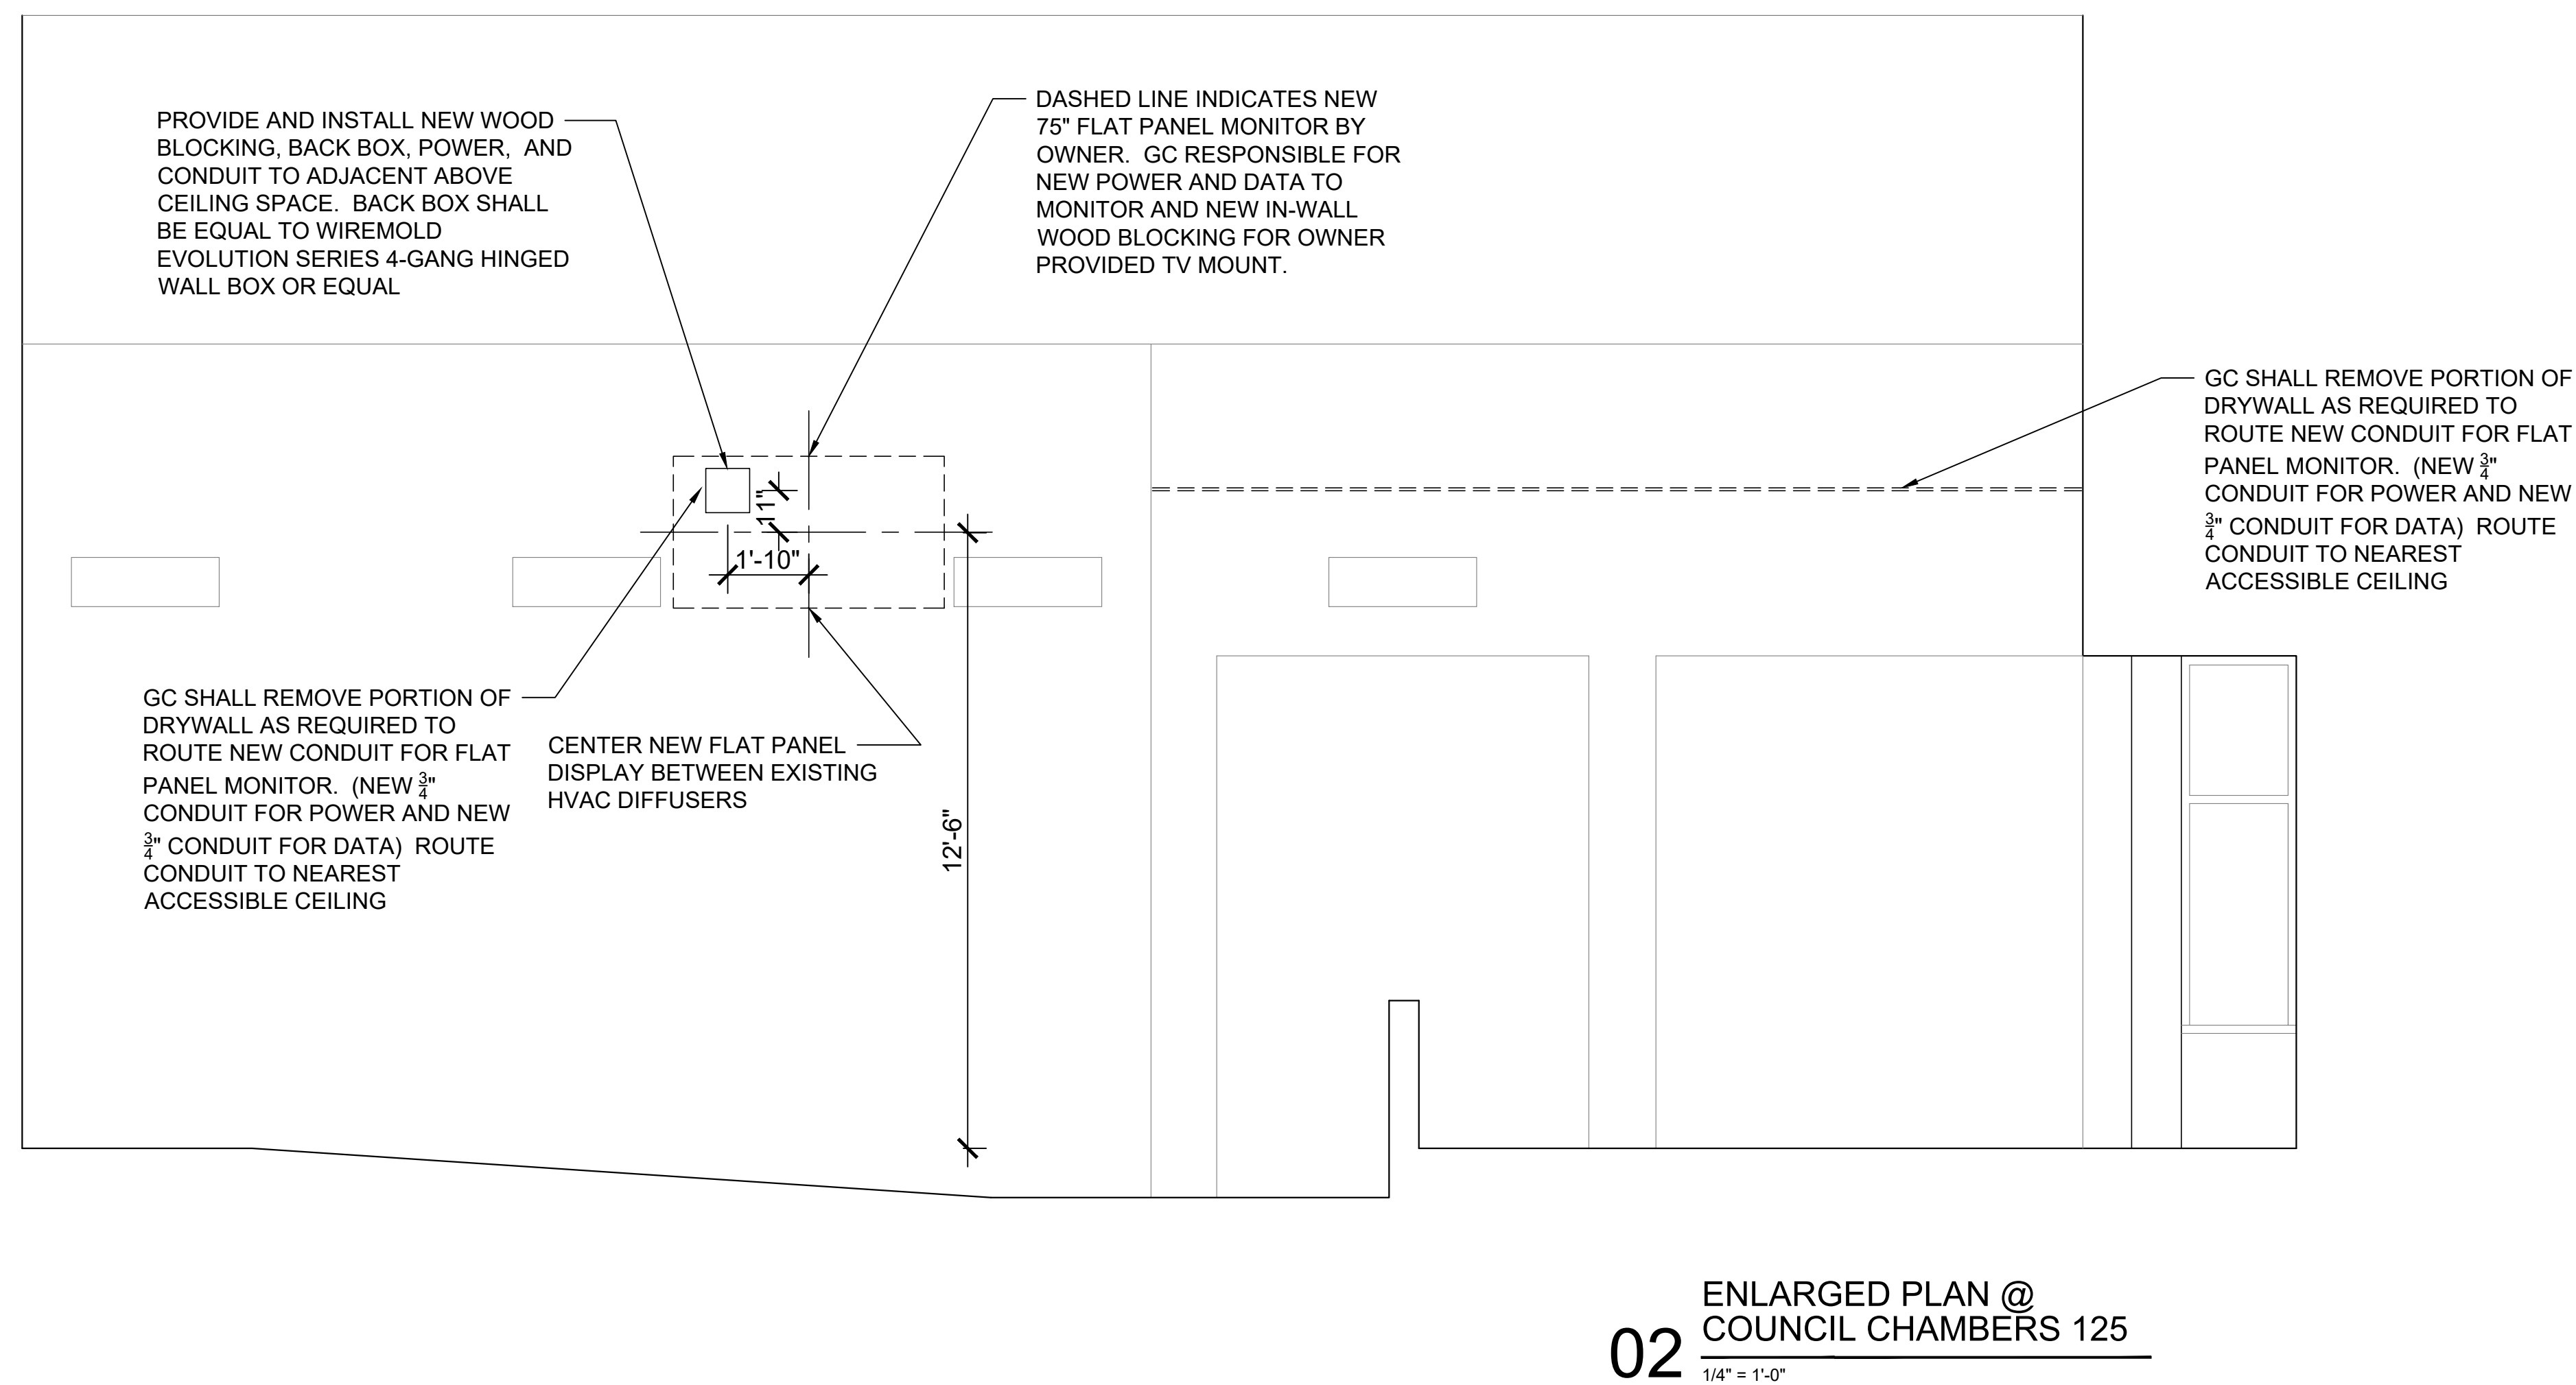 PROVIDE AND INSTALL NEW WOOD
BLOCKING, BACK BOX, POWER,  AND
CONDUIT TO ADJACENT ABOVE
CEILING SPACE.  BACK BOX SHALL
BE EQUAL TO WIREMOLD
EVOLUTION SERIES 4-GANG HINGED
WALL BOX OR EQUAL
DASHED LINE INDICATES NEW
75" FLAT PANEL MONITOR BY
OWNER.  GC RESPONSIBLE FOR
NEW POWER AND DATA TO
MONITOR AND NEW IN-WALL
WOOD BLOCKING FOR OWNER
PROVIDED TV MOUNT.
GC SHALL REMOVE PORTION OF
DRYWALL AS REQUIRED TO
ROUTE NEW CONDUIT FOR FLAT
PANEL MONITOR.  (NEW 3/4"
CONDUIT FOR POWER AND NEW
3/4" CONDUIT FOR DATA)  ROUTE
CONDUIT TO NEAREST
ACCESSIBLE CEILING
11"
1'-10"
GC SHALL REMOVE PORTION OF
DRYWALL AS REQUIRED TO
ROUTE NEW CONDUIT FOR FLAT
PANEL MONITOR.  (NEW 3/4"
CONDUIT FOR POWER AND NEW
3/4" CONDUIT FOR DATA)  ROUTE
CONDUIT TO NEAREST
ACCESSIBLE CEILING
CENTER NEW FLAT PANEL
DISPLAY BETWEEN EXISTING
HVAC DIFFUSERS
12'-6"
02
ENLARGED PLAN @
COUNCIL CHAMBERS 125
1/4" = 1'-0"